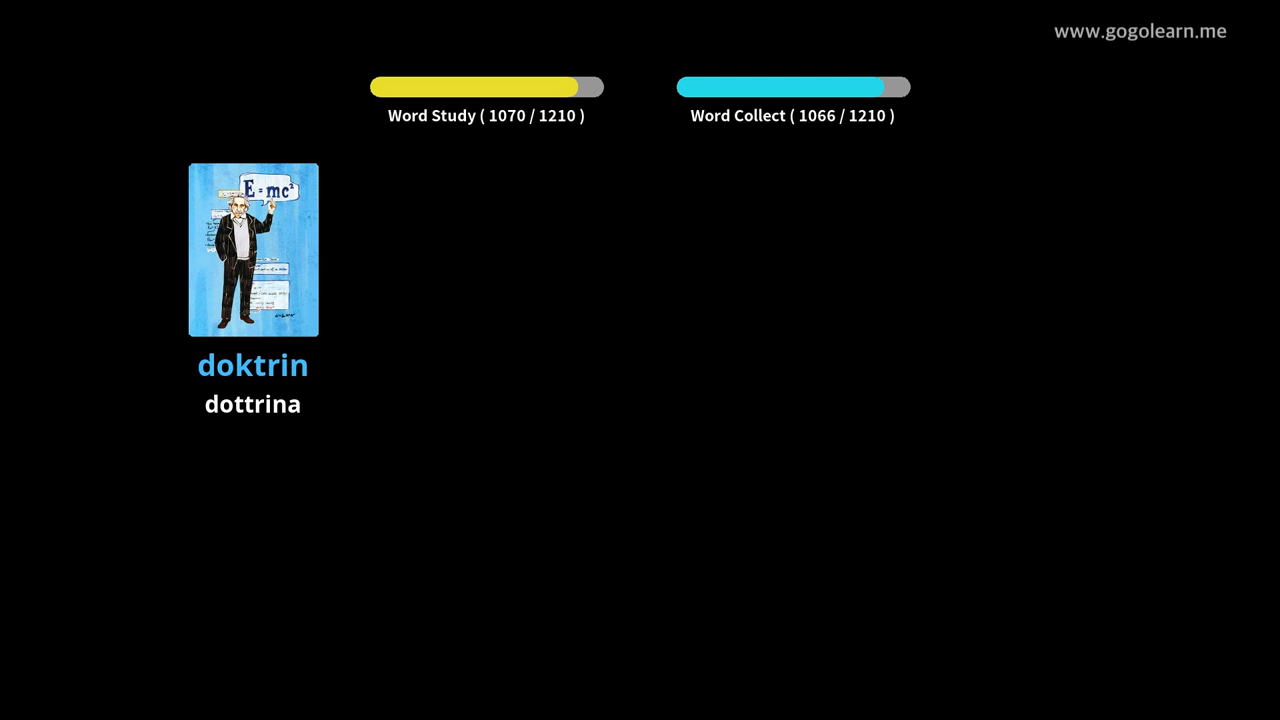 www.gogolearn.me
Word Study ( 1070 / 1210 )
Word Collect ( 1066 / 1210 )
E = mc²
doktrin
dottrina